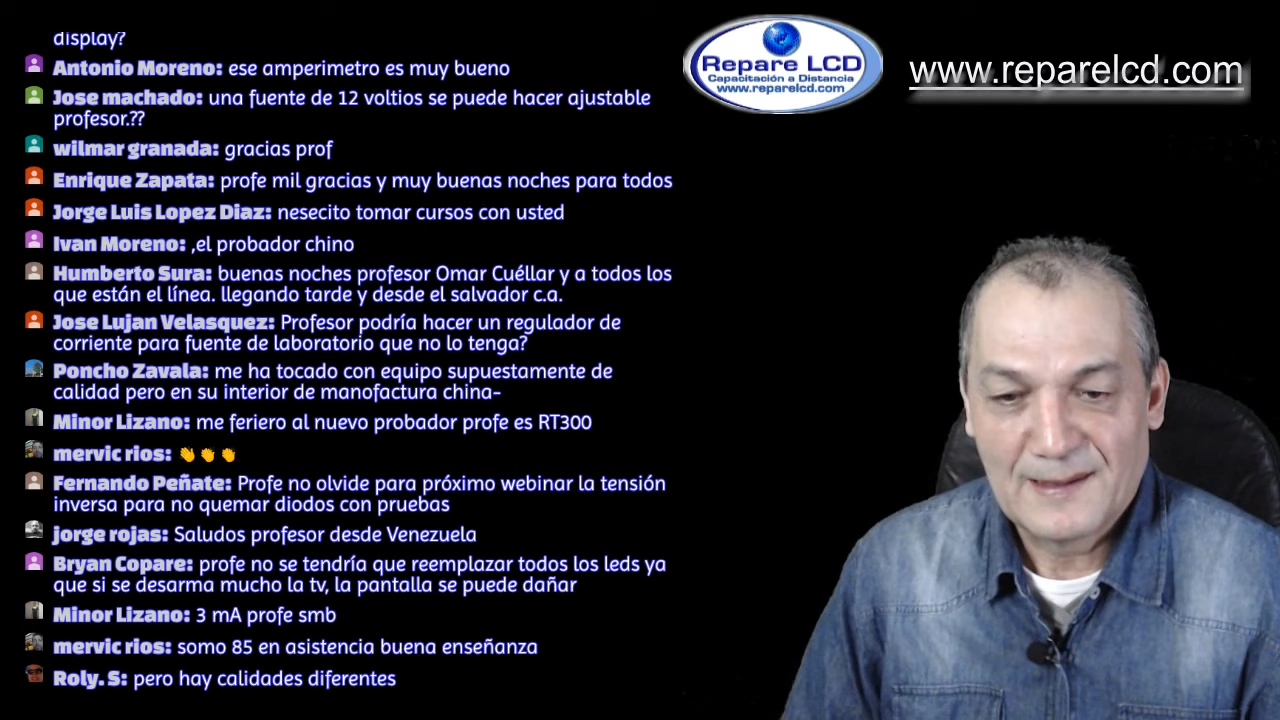 display?
Antonio Moreno: ese amperimetro es muy bueno
Jose machado: una fuente de 12 voltios se puede hacer ajustable
profesor.??
wilmar granada: gracias prof
Enrique Zapata: profe mil gracias y muy buenas noches para todos
Jorge Luis Lopez Diaz: nesecito tomar cursos con usted
Ivan Moreno: ,el probador chino
Humberto Sura: buenas noches profesor Omar Cuéllar y a todos los
que están el línea. llegando tarde y desde el salvador c.a.
Jose Lujan Velasquez: Profesor podría hacer un regulador de
corriente para fuente de laboratorio que no lo tenga?
Poncho Zavala: me ha tocado con equipo supuestamente de
calidad pero en su interior de manofactura china-
Minor Lizano: me feriero al nuevo probador profe es RT300
mervic rios: 👏👏👏
Fernando Peñate: Profe no olvide para próximo webinar la tensión
inversa para no quemar diodos con pruebas
jorge rojas: Saludos profesor desde Venezuela
Bryan Copare: profe no se tendría que reemplazar todos los leds ya
que si se desarma mucho la tv, la pantalla se puede dañar
Minor Lizano: 3 mA profe smb
mervic rios: somo 85 en asistencia buena enseñanza
Roly. S: pero hay calidades diferentes
Repare LCD
Capacitación a Distancia
www.reparelcd.com
www.reparelcd.com